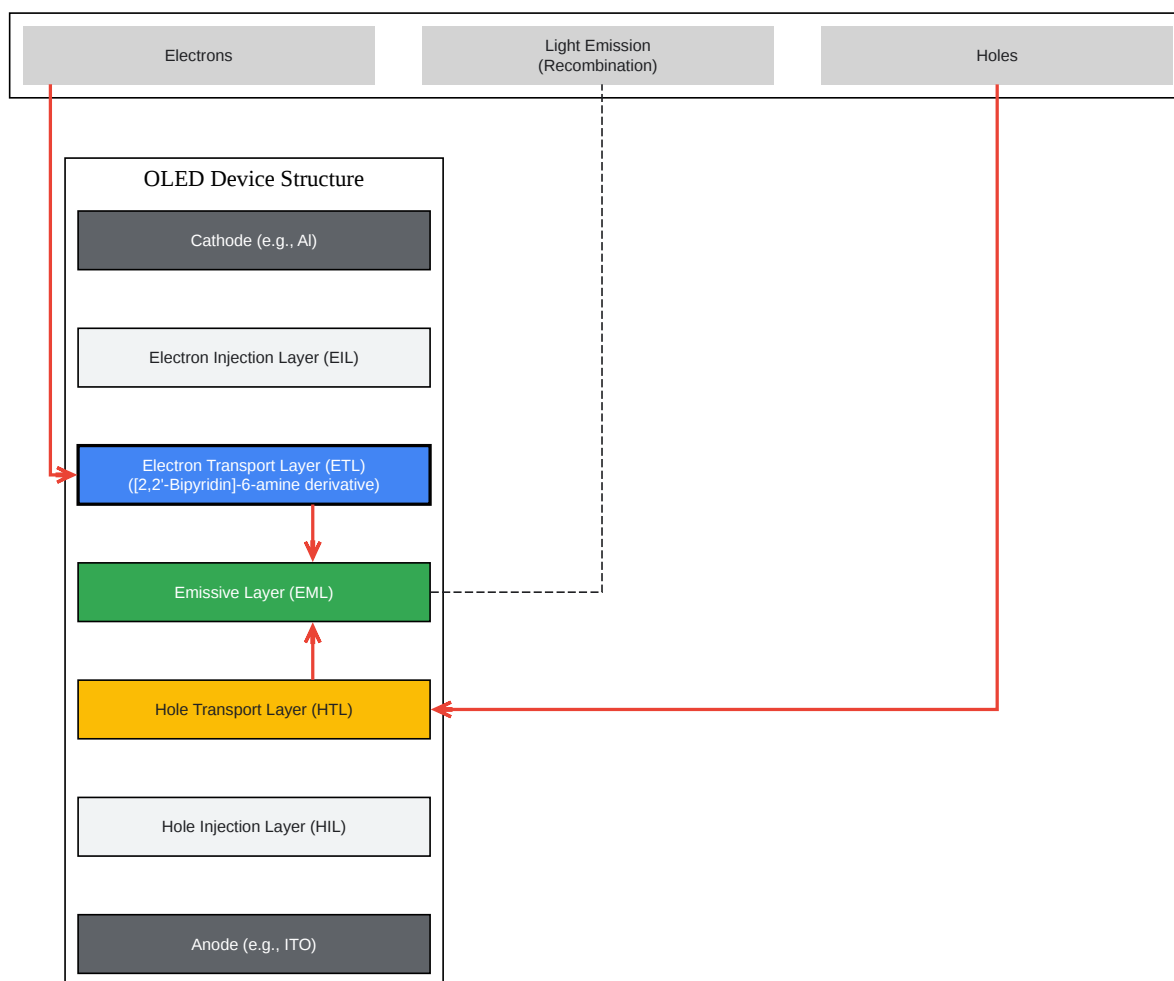 Electrons
Light Emission
(Recombination)
Holes
OLED Device Structure
Cathode (e.g., Al)
Electron Injection Layer (EIL)
Electron Transport Layer (ETL)
([2,2'-Bipyridin]-6-amine derivative)
Emissive Layer (EML)
Hole Transport Layer (HTL)
Hole Injection Layer (HIL)
Anode (e.g., ITO)